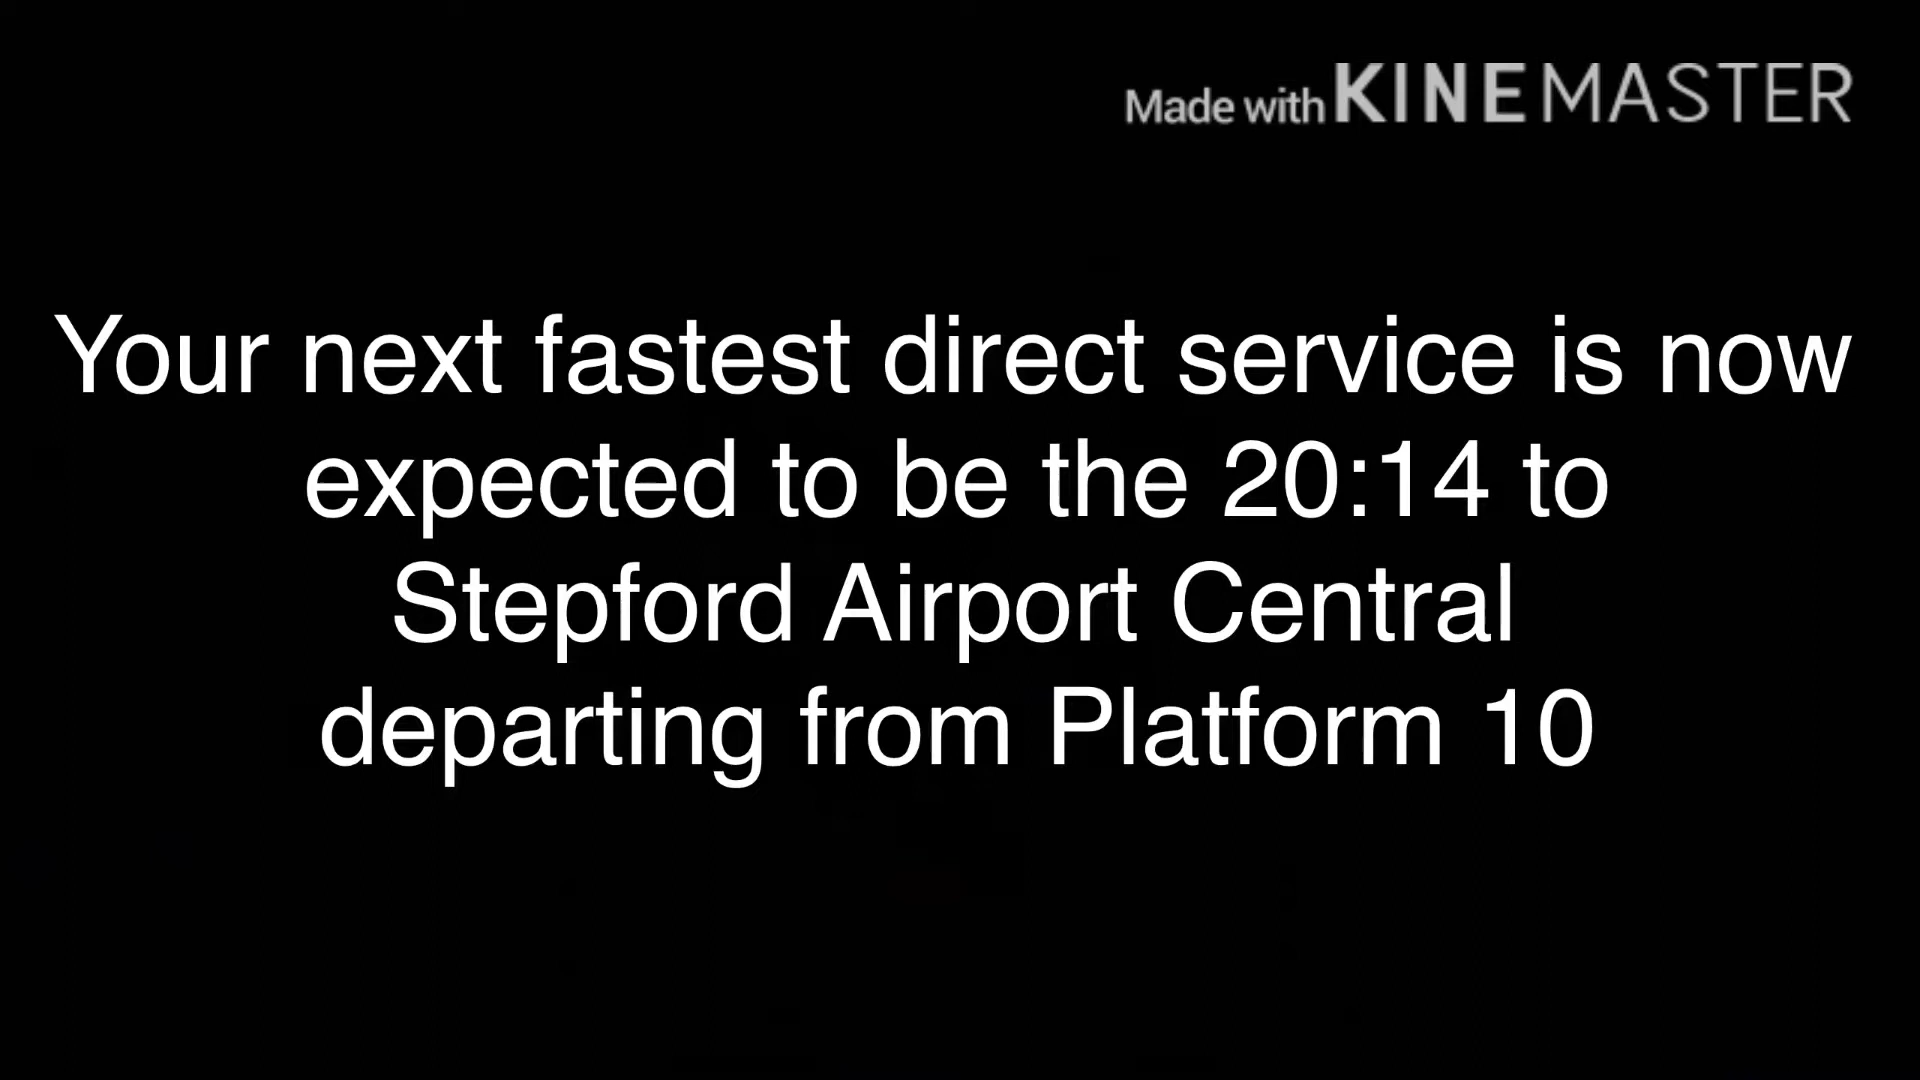 Made with KINEMASTER
Your next fastest direct service is now
expected to be the 20:14 to
Stepford Airport Central
departing from Platform 10